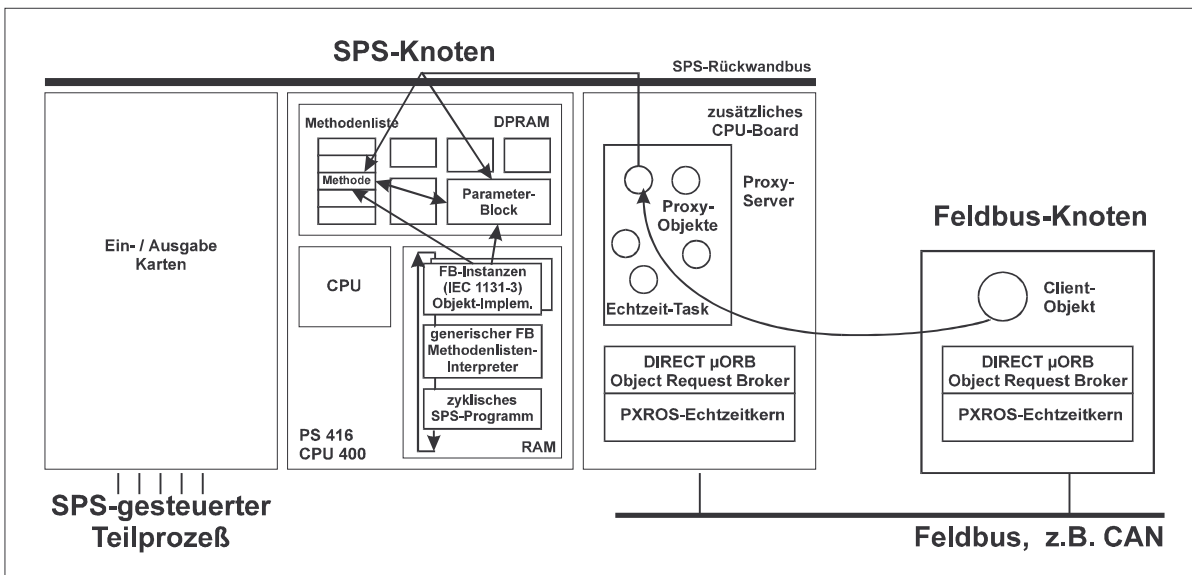 SPS-Knoten
SPS-Rückwandbus
Ein- / Ausgabe
Karten
Methodenliste
DPRAM
Methode
Parameter-
Block
CPU
FB-Instanzen
(IEC 1131-3)
Objekt-Implem.
generischer FB
Methodenlisten-
Interpreter
zyklisches
SPS-Programm
RAM
PS 416
CPU 400
zusätzliches
CPU-Board
Proxy-
Objekte
Echtzeit-Task
Proxy-
Server
DIRECT µORB
Object Request Broker
PXROS-Echtzeitkern
Feldbus-Knoten
Client-
Objekt
DIRECT µORB
Object Request Broker
PXROS-Echtzeitkern
SPS-gesteuerter
Teilprozeß
Feldbus, z.B. CAN